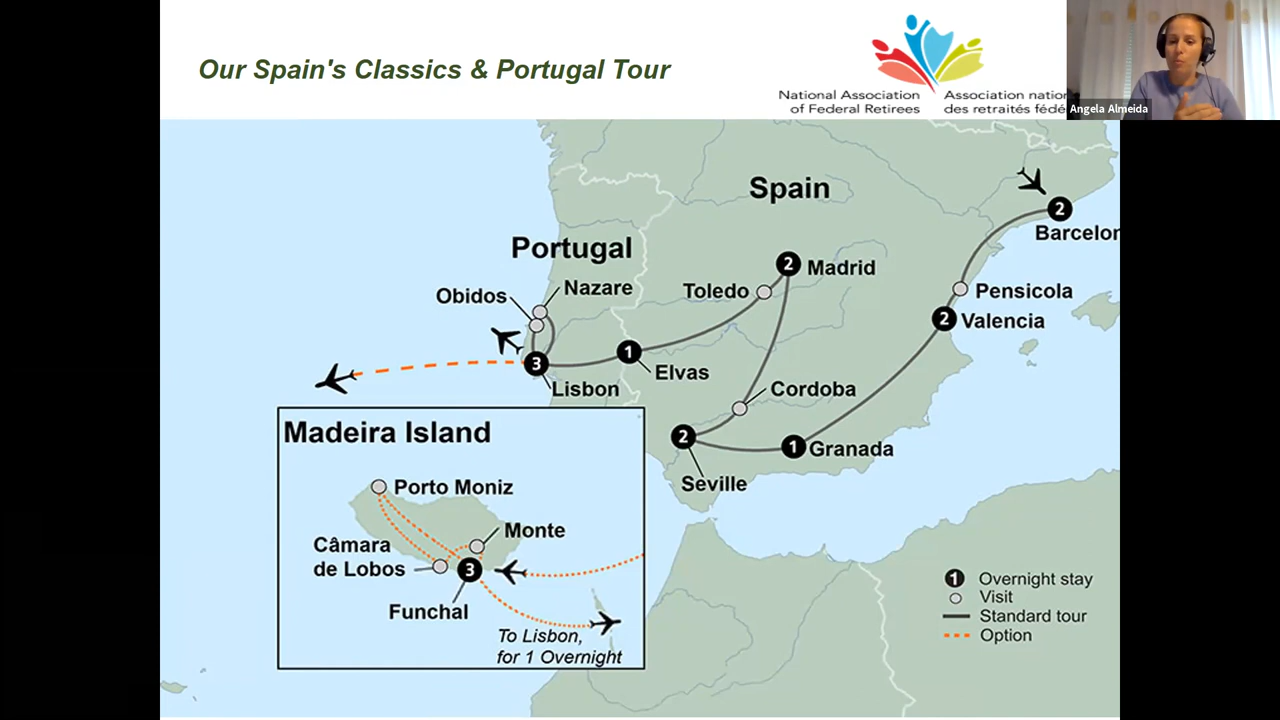 Our Spain's Classics & Portugal Tour
National Association
of Federal Retirees
Association nation
des retraités fédé
Angela Almeida
Spain
2
Barcelon
Portugal
2
Madrid
Nazare
Toledo
Obidos
Pensicola
2
Valencia
1
Elvas
3
Lisbon
Cordoba
2
Seville
1
Granada
Madeira Island
Porto Moniz
Monte
Câmara
de Lobos
3
Funchal
To Lisbon,
for 1 Overnight
1 Overnight stay
Visit
Standard tour
Option